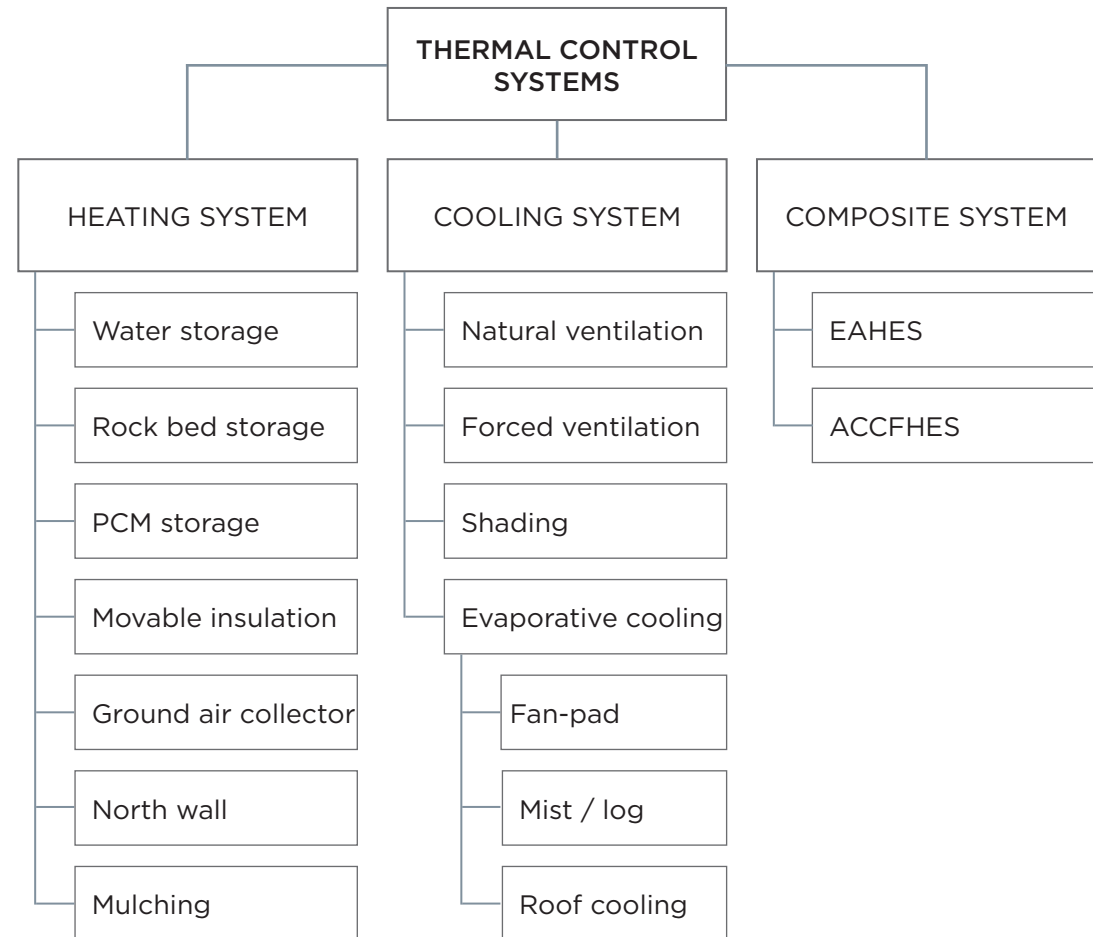 THERMAL CONTROL
SYSTEMS
HEATING SYSTEM
Water storage
Rock bed storage
PCM storage
Movable insulation
Ground air collector
North wall
Mulching
COOLING SYSTEM
Natural ventilation
Forced ventilation
Shading
Evaporative cooling
Fan-pad
Mist / log
Roof cooling
COMPOSITE SYSTEM
EAHES
ACCFHES